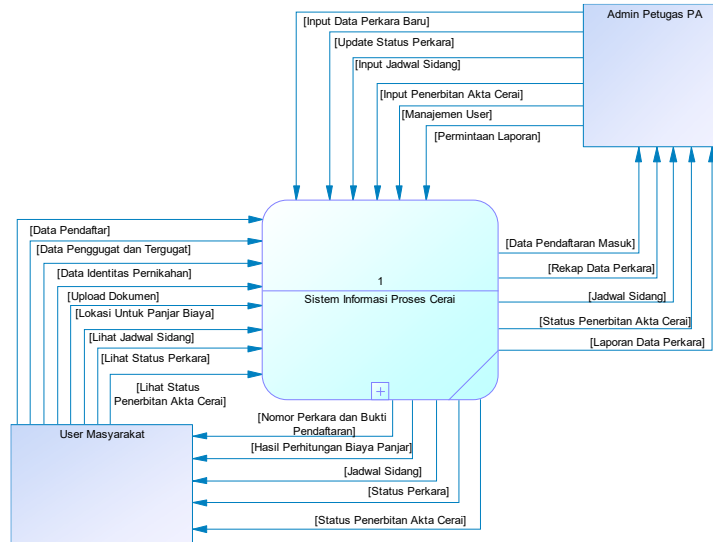 Admin Petugas PA
[Input Data Perkara Baru]
[Update Status Perkara]
[Input Jadwal Sidang]
[Input Penerbitan Akta Cerai]
[Manajemen User]
[Permintaan Laporan]
[Data Pendaftar]
[Data Penggugat dan Tergugat]
[Data Identitas Pernikahan]
[Upload Dokumen]
[Lokasi Untuk Panjar Biaya]
[Lihat Jadwal Sidang]
[Lihat Status Perkara]
[Lihat Status
Penerbitan Akta Cerai]
1
Sistem Informasi Proses Cerai
[Data Pendaftaran Masuk]
[Rekap Data Perkara]
[Jadwal Sidang]
[Status Penerbitan Akta Cerai]
[Laporan Data Perkara]
User Masyarakat
[Nomor Perkara dan Bukti
Pendaftaran]
[Hasil Perhitungan Biaya Panjar]
[Jadwal Sidang]
[Status Perkara]
[Status Penerbitan Akta Cerai]